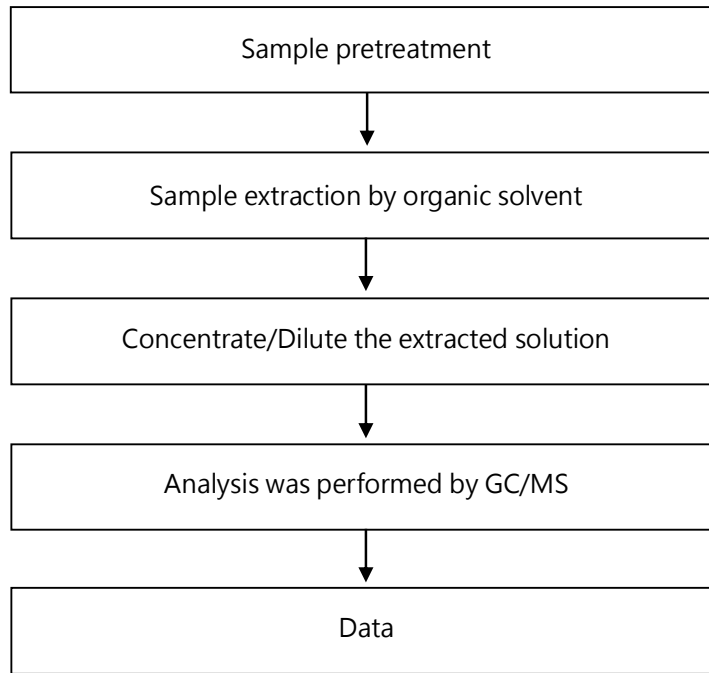 Sample pretreatment
Sample extraction by organic solvent
Concentrate/Dilute the extracted solution
Analysis was performed by GC/MS
Data